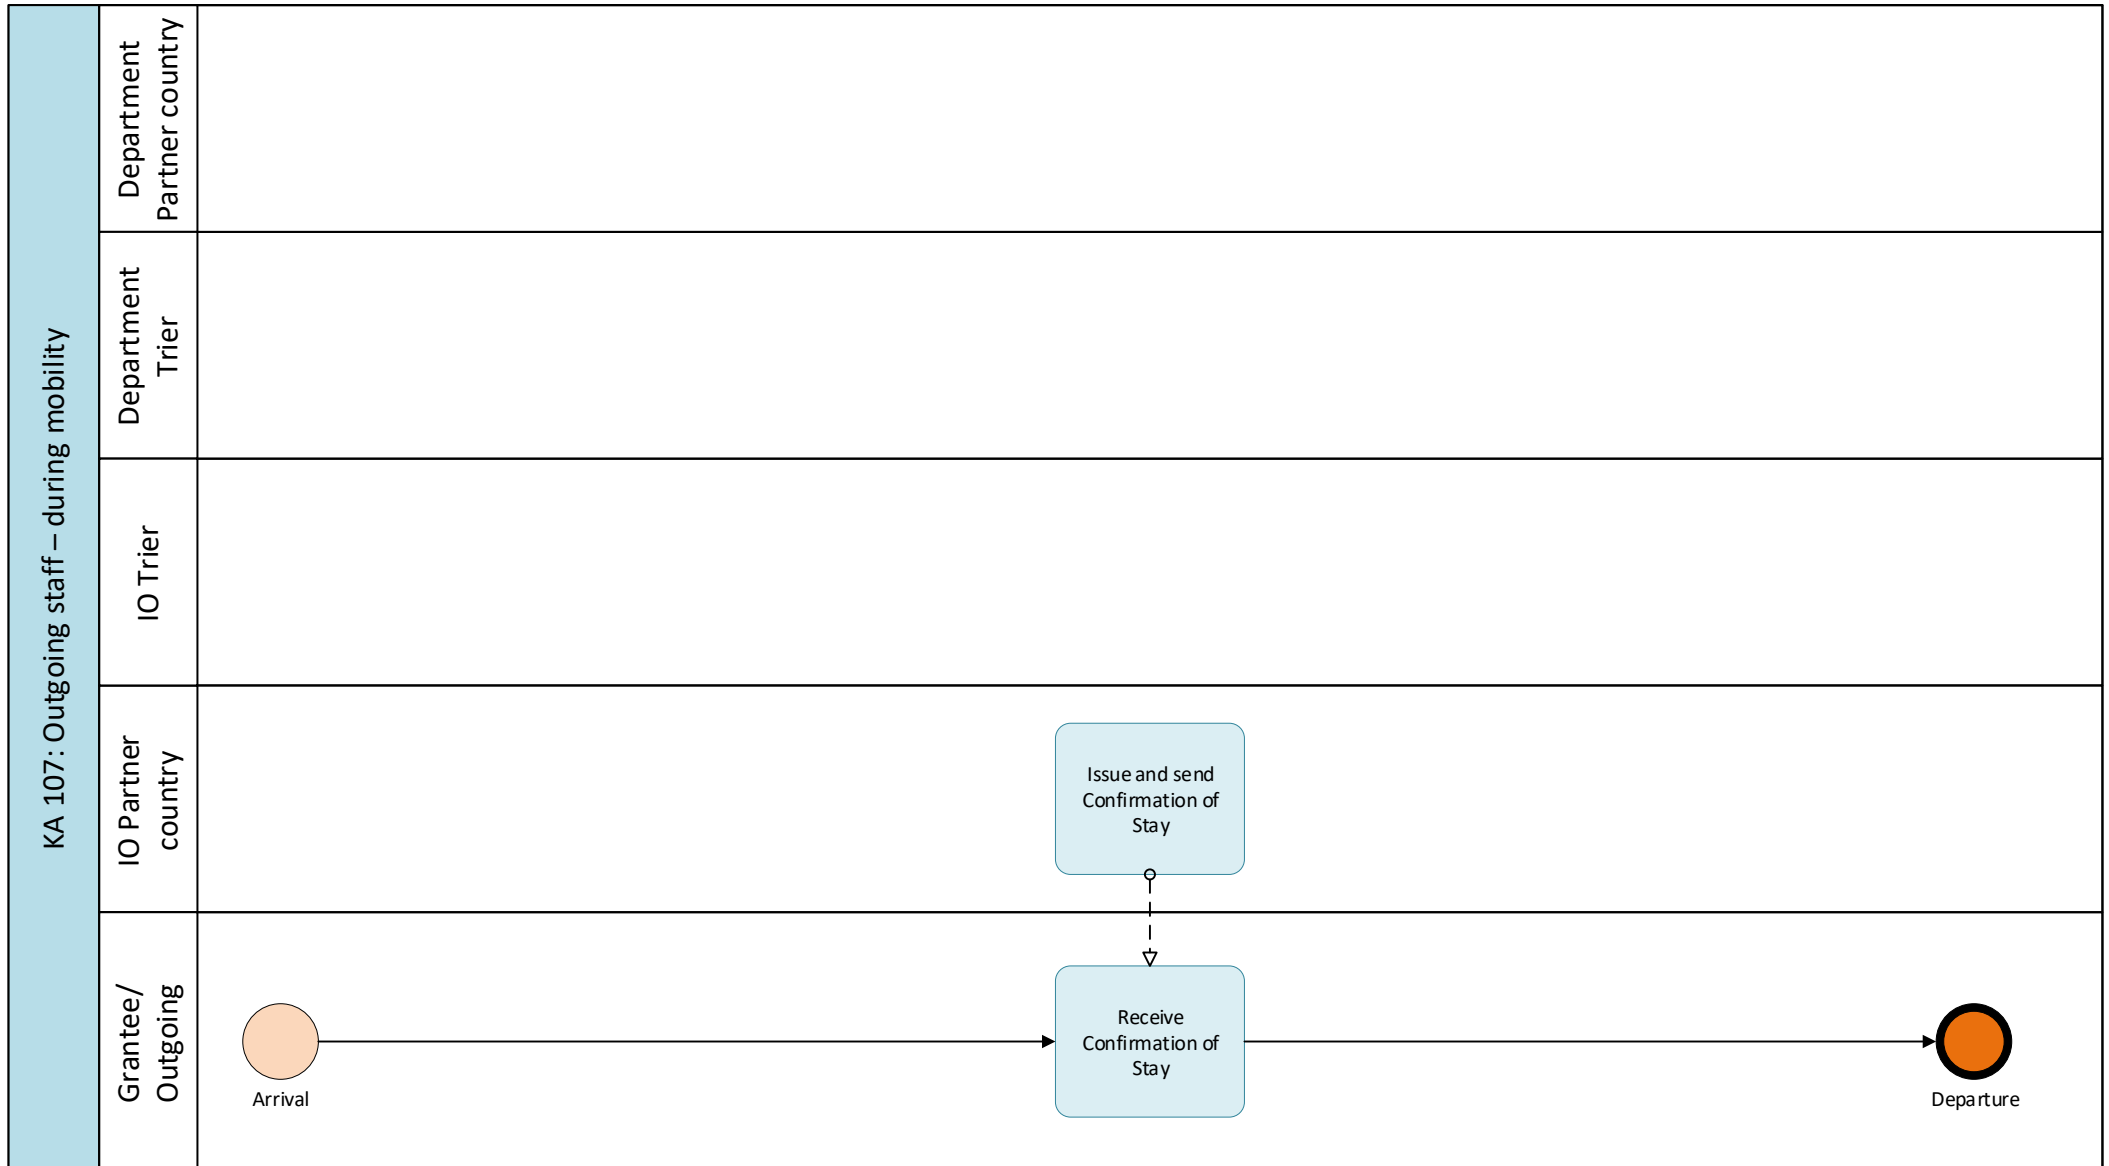 KA 107: Outgoing staff – during mobility
Department
Partner country
Department
Trier
IO Trier
IO Partner
country
Grantee/
Outgoing
Issue and send
Confirmation of
Stay
Receive
Confirmation of
Stay
Arrival
Departure